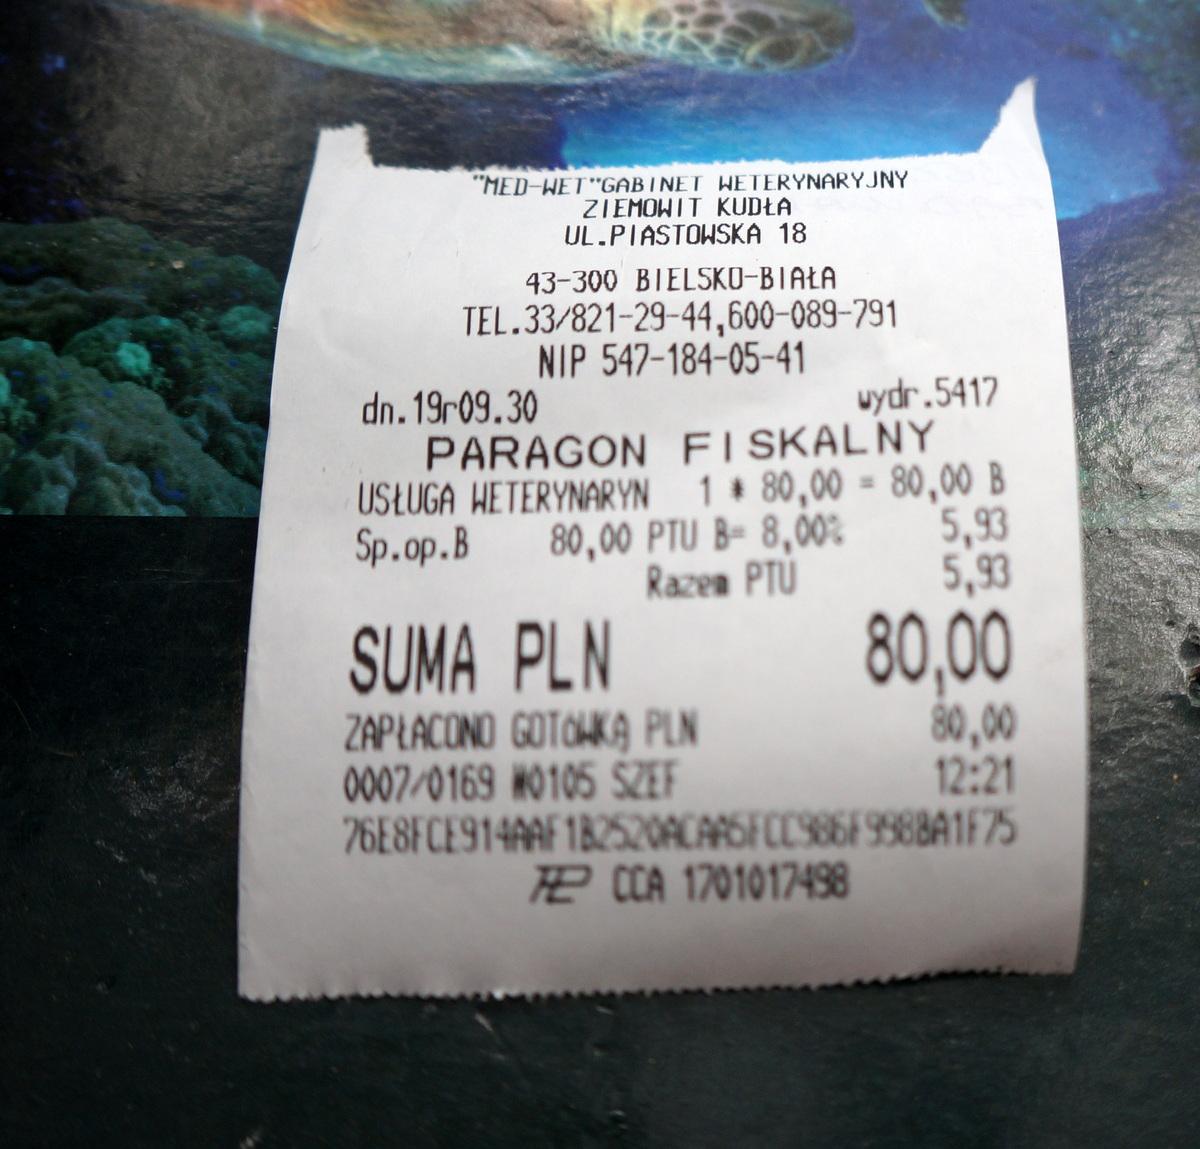 "MED-WET"GABINET WETERYNARYJNY
ZIEMOWIT KUDŁA
UL.PIASTOWSKA 18
43-300 BIELSKO-BIAŁA
TEL.33/821-29-44,600-089-791
NIP 547-184-05-41
dn.19r09.30 wydr.5417
PARAGON FISKALNY
USŁUGA WETERYNARYN 1 * 80,00 = 80,00 B
Sp.op.B 80,00 PTU B= 8,00% 5,93
Razem PTU 5,93
SUMA PLN 80,00
ZAPŁACONO GOTÓWKĄ PLN 80,00
0007/0169 #0105 SZEF 12:21
CCA 1701017498